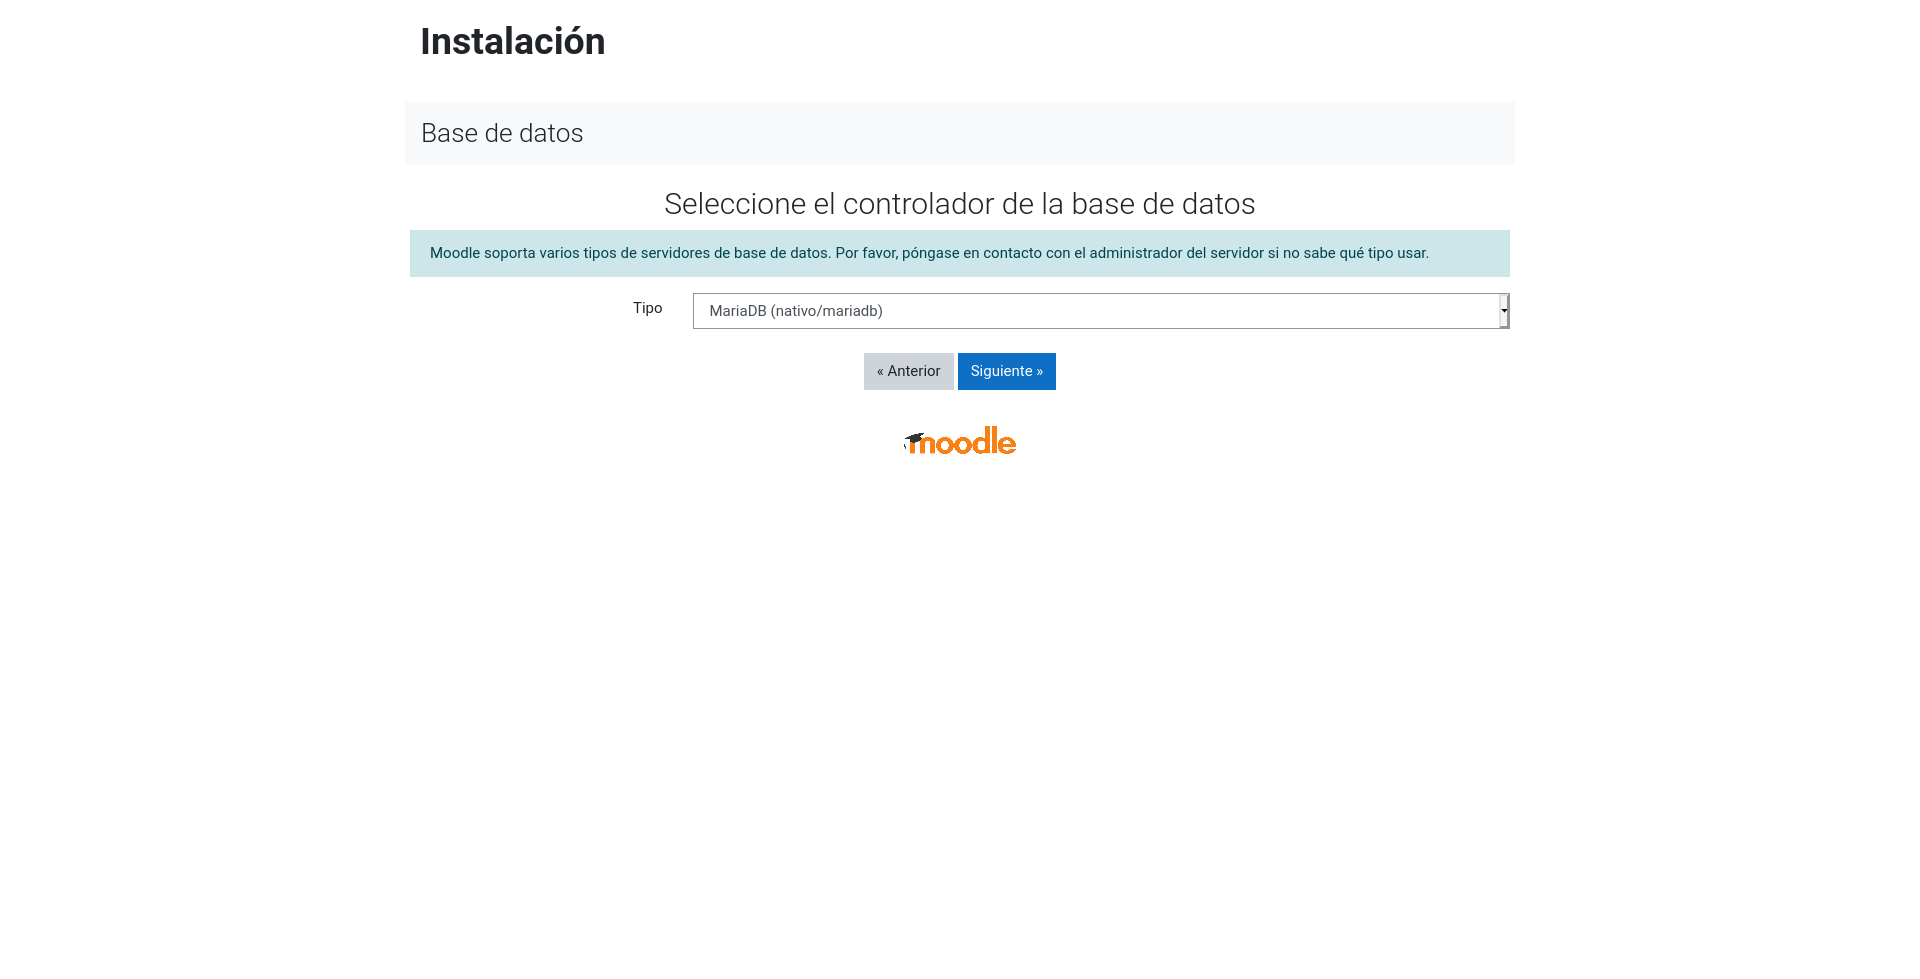 Instalación
Base de datos
Seleccione el controlador de la base de datos
Moodle soporta varios tipos de servidores de base de datos. Por favor, póngase en contacto con el administrador del servidor si no sabe qué tipo usar.
Tipo
MariaDB (nativo/mariadb)
« Anterior
Siguiente »
moodle